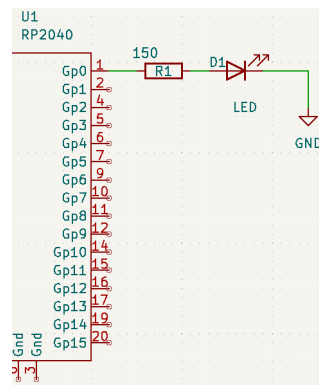 U1
RP2040
150
Gp0 1 R1 D1
Gp1 2
Gp2 4 LED
Gp3 5
Gp4 6 GND
Gp5 7
Gp6 9
Gp7 10
Gp8 11
Gp9 12
Gp10 14
Gp11 15
Gp12 16
Gp13 17
Gp14 19
Gp15 20
Gnd Gnd
3